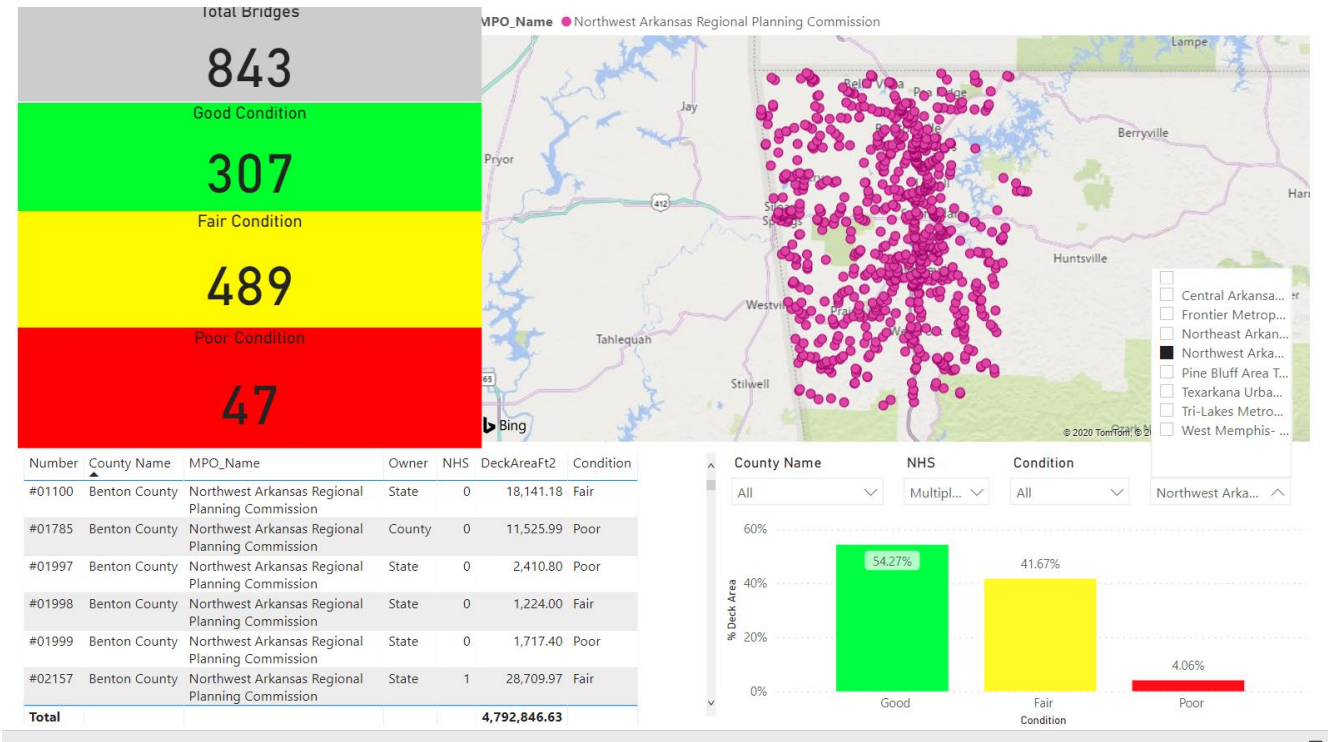 Total Bridges
843
Good Condition
307
Fair Condition
489
Poor Condition
47
MPO_Name Northwest Arkansas Regional Planning Commission
Lampe
Jay
Pryor
412
Berryville
Huntsville
Tahlequah
Stilwell
Bing
© 2020 TomTom, ©
Central Arkansa...
Frontier Metrop...
Northeast Arkan...
Northwest Arka...
Pine Bluff Area T...
Texarkana Urba...
Tri-Lakes Metro...
West Memphis- ...
Number County Name MPO_Name Owner NHS DeckAreaFt2 Condition
#01100 Benton County Northwest Arkansas Regional State 0 18,141.18 Fair
Planning Commission
#01785 Benton County Northwest Arkansas Regional County 0 11,525.99 Poor
Planning Commission
#01997 Benton County Northwest Arkansas Regional State 0 2,410.80 Poor
Planning Commission
#01998 Benton County Northwest Arkansas Regional State 0 1,224.00 Fair
Planning Commission
#01999 Benton County Northwest Arkansas Regional State 0 1,717.40 Poor
Planning Commission
#02157 Benton County Northwest Arkansas Regional State 1 28,709.97 Fair
Planning Commission
Total 4,792,846.63
County Name NHS Condition
All Multipl... All Northwest Arka...
60%
54.27%
41.67%
40%
% Deck Area
20%
4.06%
0%
Good Fair Poor
Condition